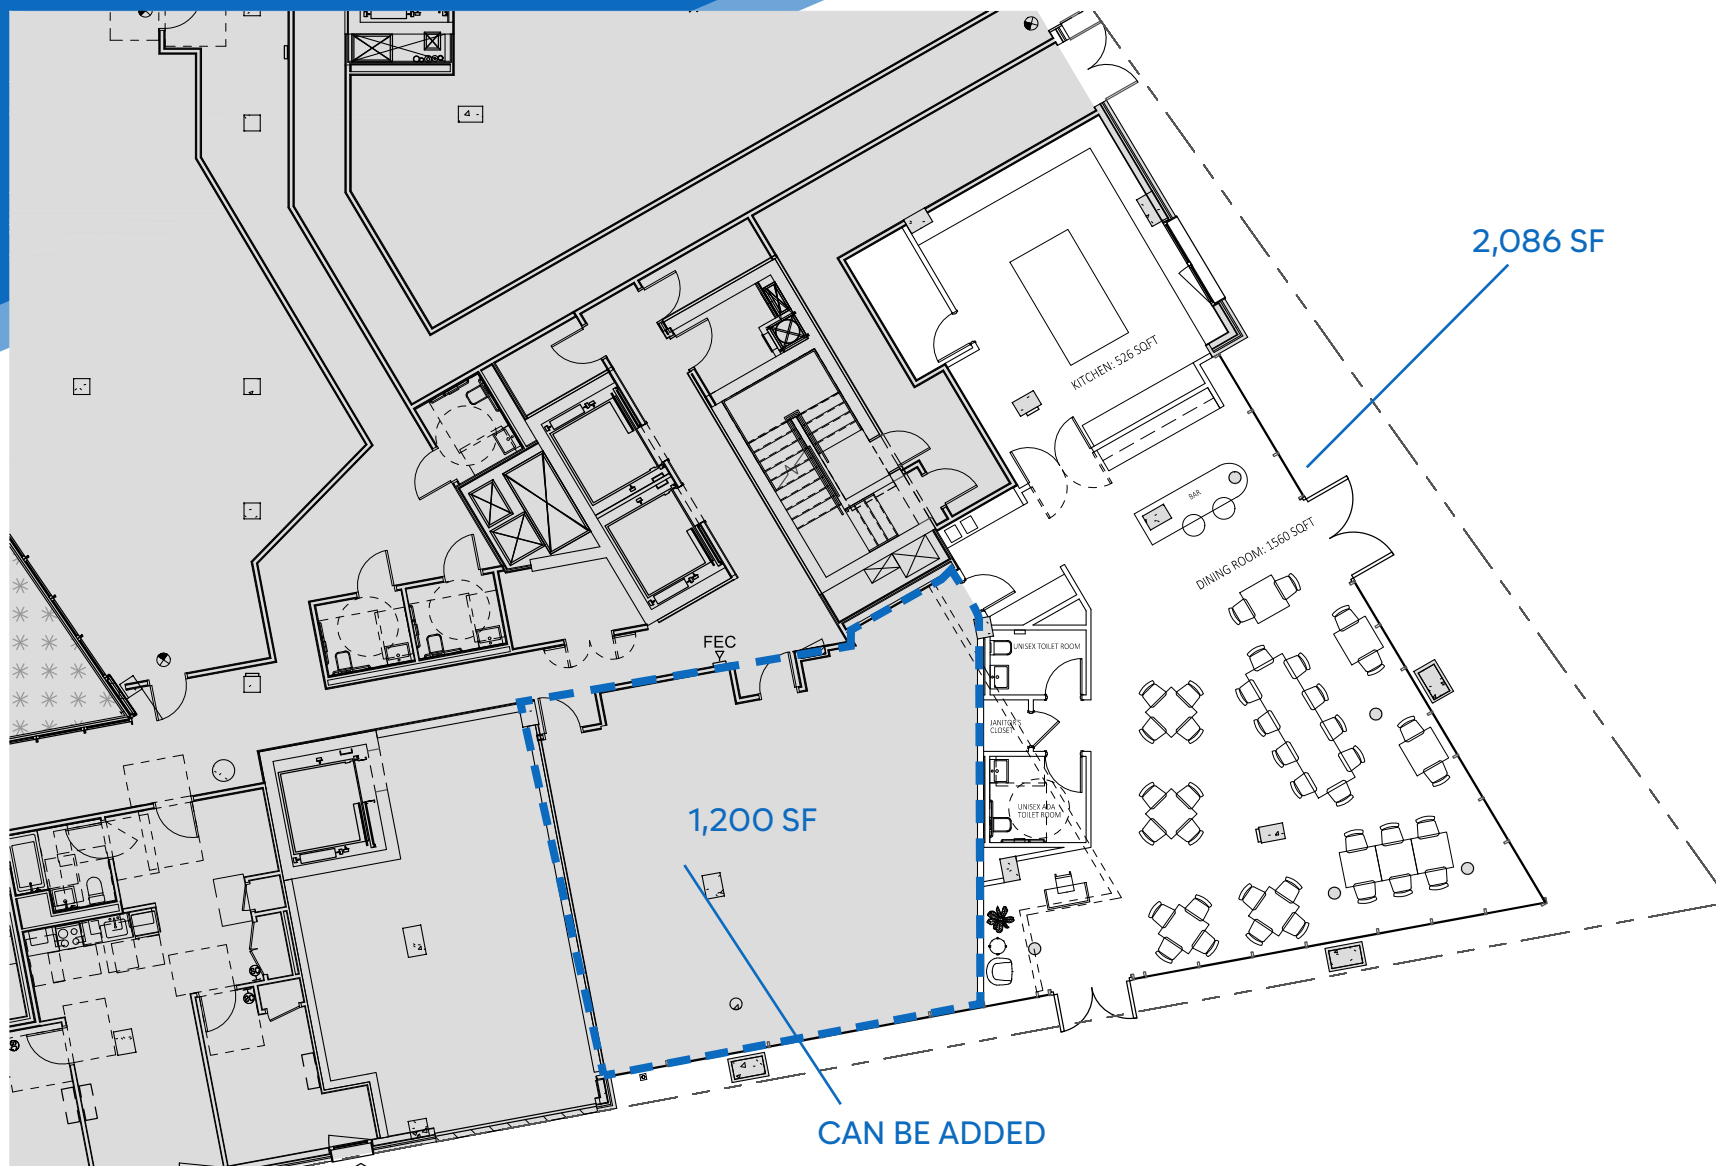 2,086 SF
KITCHEN: 526 SQFT
BAR
DINING ROOM: 1560 SQFT
FEC
UNISEX TOILET ROOM
JANITOR'S
CLOSET
UNISEX ADA
TOILET ROOM
1,200 SF
CAN BE ADDED